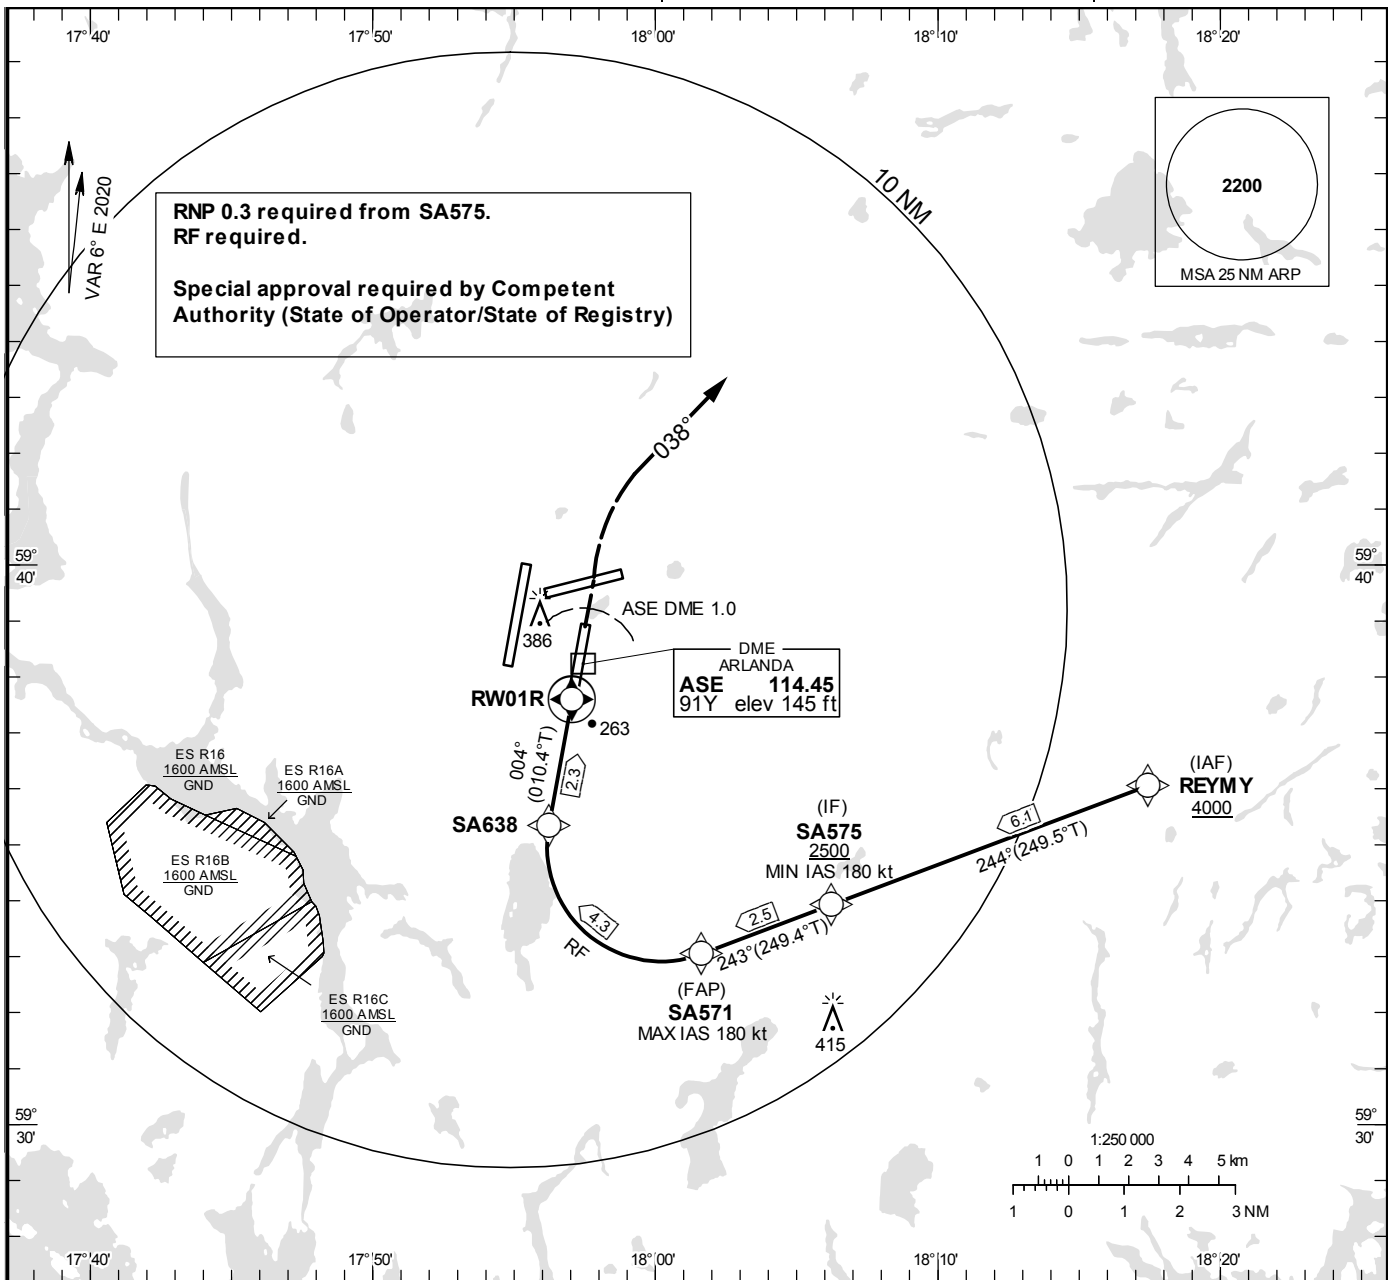 17° 40'
17° 50'
18° 00'
18° 10'
18° 20'
VAR 6° E 2020
RNP 0.3 required from SA575.
RF required.
Special approval required by Competent
Authority (State of Operator/State of Registry)
10 NM
2200
MSA 25 NM ARP
038°
59°
40'
59°
40'
ASE DME 1.0
386
DME
ARLANDA
ASE 114.45
91Y elev 145 ft
RW01R
263
004°
(010.4°T)
2.3
ES R16
1600 AMSL
GND
ES R16A
1600 AMSL
GND
ES R16B
1600 AMSL
GND
ES R16C
1600 AMSL
GND
SA638
(IF)
SA575
2500
MIN IAS 180 kt
(IAF)
REYMY
4000
6.1
244°(249.5°T)
2.5
243°(249.4°T)
4.3
RF
(FAP)
SA571
MAX IAS 180 kt
415
59°
30'
59°
30'
1:250 000
1 0 1 2 3 4 5 km
1 0 1 2 3 NM
17° 40'
17° 50'
18° 00'
18° 10'
18° 20'